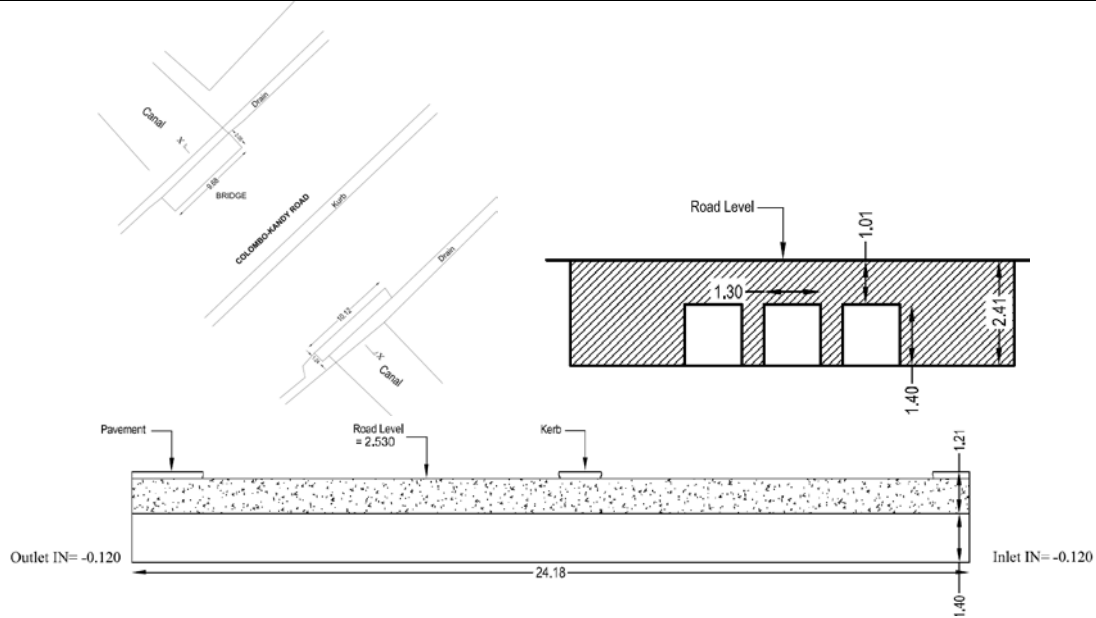 Drain
Canal
X
9.68
BRIDGE
COLOMBO-KANDY ROAD
Kurb
Drain
10.12
X
Canal
Road Level
1.01
1.30
2.41
1.40
Pavement
Road Level
= 2.530
Kerb
1.21
Outlet IN= -0.120
Inlet IN= -0.120
24.18
1.40